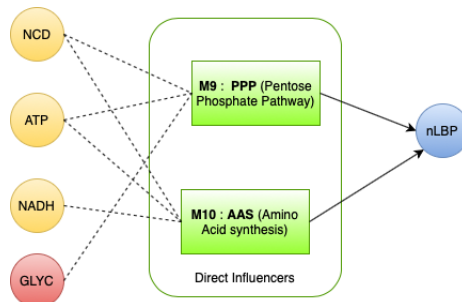 NCD
ATP
NADH
GLYC
M9 : PPP (Pentose
Phosphate Pathway)
M10 : AAS (Amino
Acid synthesis)
Direct Influencers
nLBP